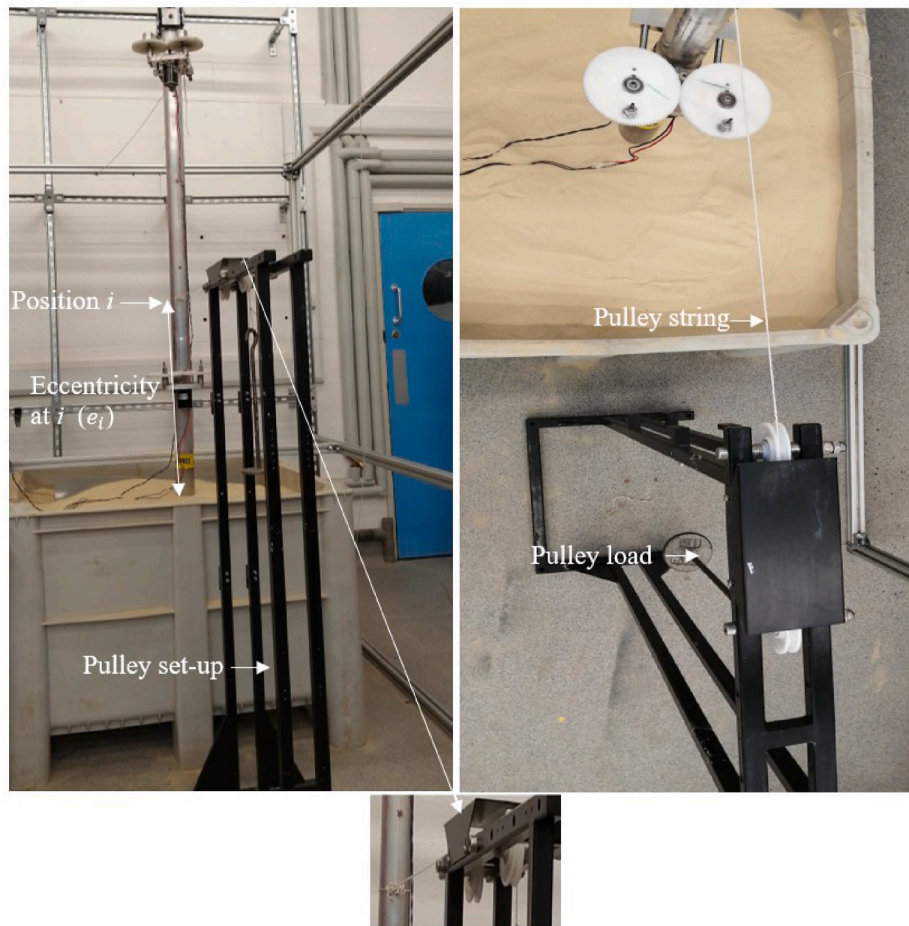 Position i
Eccentricity
at i (eᵢ)
Pulley set-up
Pulley string
Pulley load